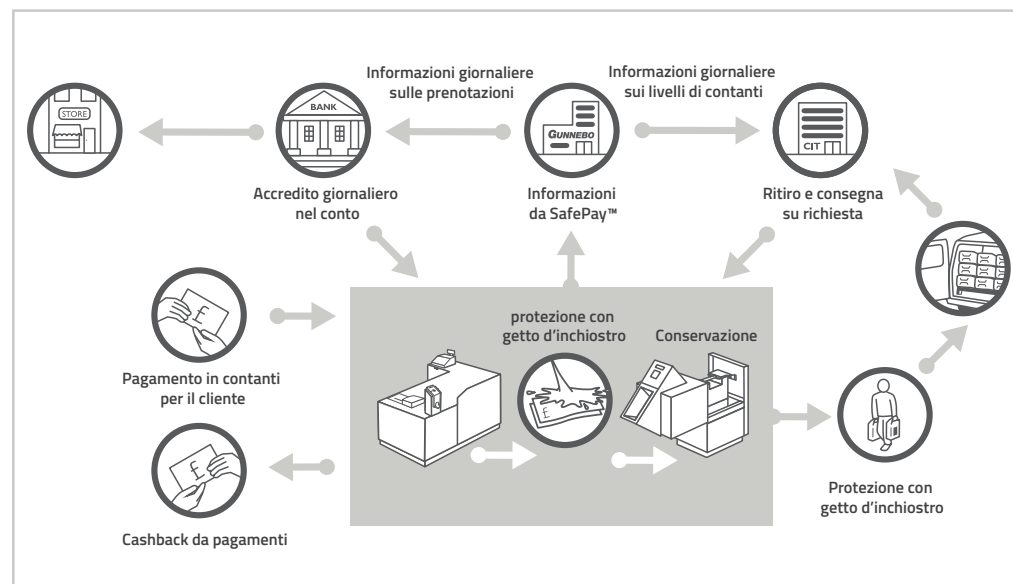 Informazioni giornaliere
sulle prenotazioni
Informazioni giornaliere
sui livelli di contanti
STORE
BANK
GUNNEBO
CIT
Accredito giornaliero
nel conto
Informazioni
da SafePay™
Ritiro e consegna
su richiesta
£
Pagamento in contanti
per il cliente
protezione con
getto d'inchiostro
Conservazione
£
£
Cashback da pagamenti
Protezione con
getto d'inchiostro